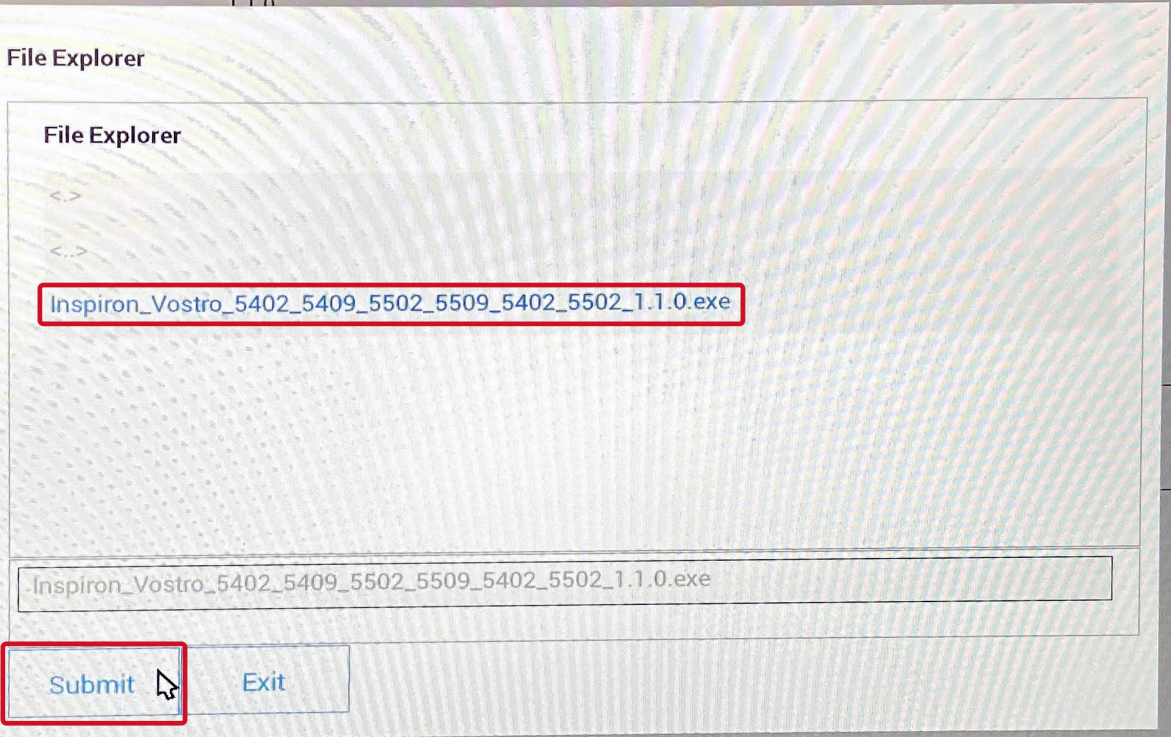 File Explorer
File Explorer
<.>
<..>
Inspiron_Vostro_5402_5409_5502_5509_5402_5502_1.1.0.exe
Inspiron_Vostro_5402_5409_5502_5509_5402_5502_1.1.0.exe
Submit
Exit